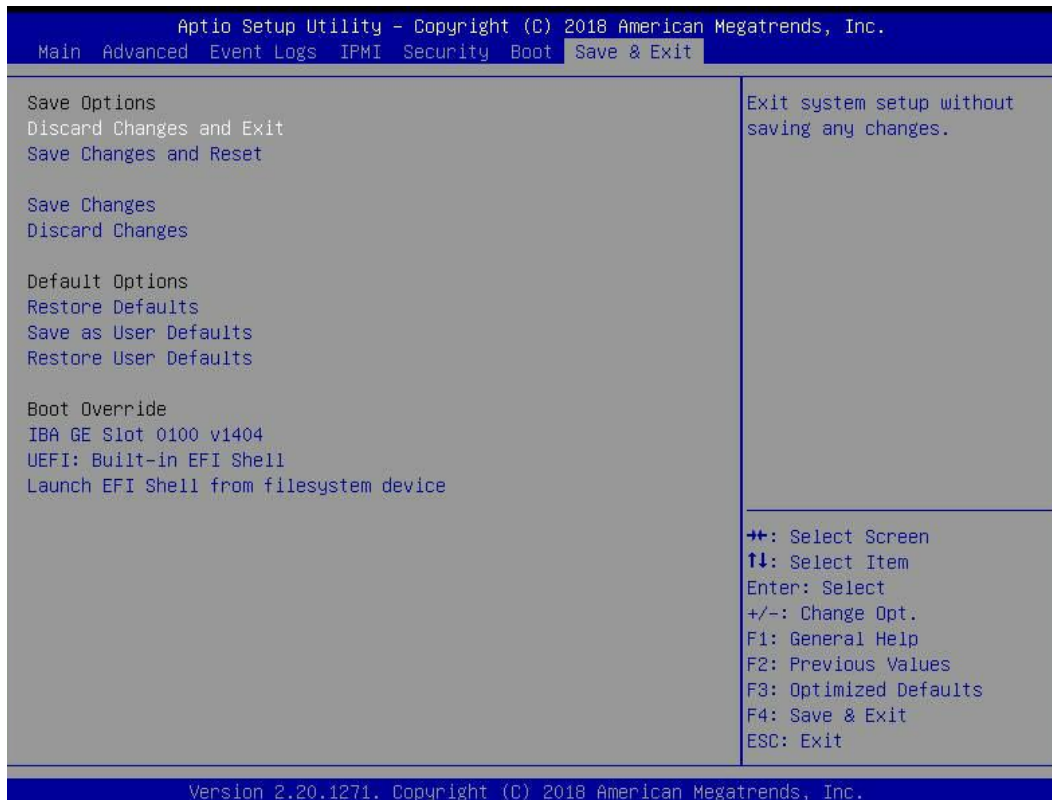 Aptio Setup Utility – Copyright (C) 2018 American Megatrends, Inc.
Main Advanced Event Logs IPMI Security Boot Save & Exit
Save Options
Discard Changes and Exit
Save Changes and Reset
Save Changes
Discard Changes
Default Options
Restore Defaults
Save as User Defaults
Restore User Defaults
Boot Override
IBA GE Slot 0100 v1404
UEFI: Built-in EFI Shell
Launch EFI Shell from filesystem device
Exit system setup without
saving any changes.
→←: Select Screen
↑↓: Select Item
Enter: Select
+/-: Change Opt.
F1: General Help
F2: Previous Values
F3: Optimized Defaults
F4: Save & Exit
ESC: Exit
Version 2.20.1271. Copyright (C) 2018 American Megatrends, Inc.